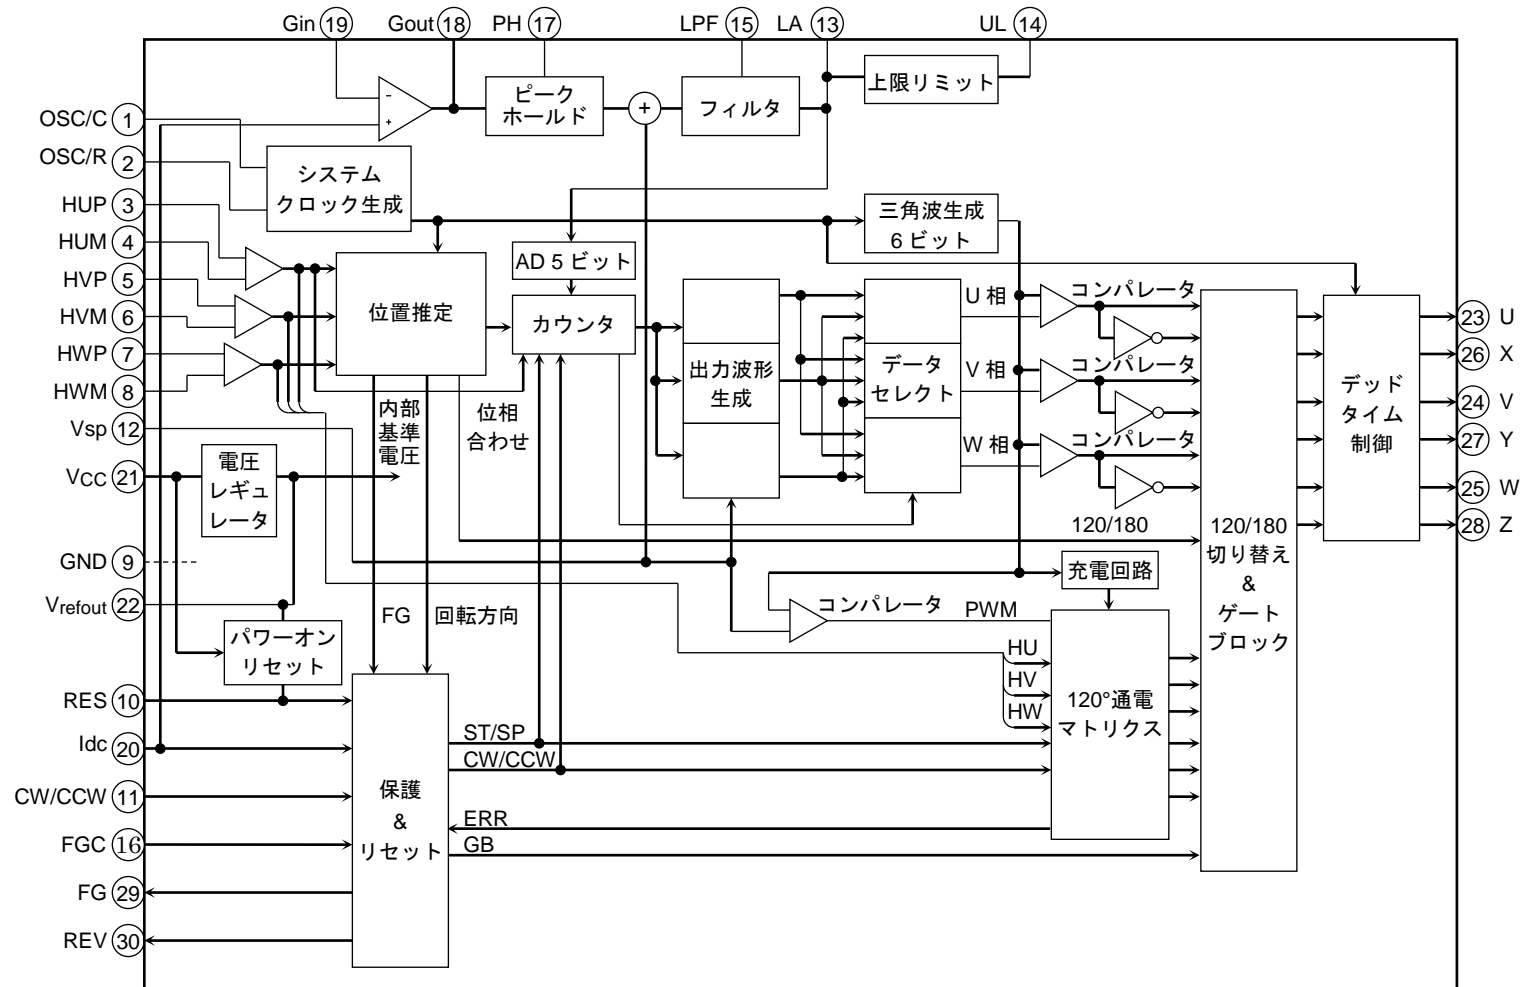 Gin 19
Gout 18
PH 17
LPF 15
LA 13
UL 14
OSC/C 1
OSC/R 2
HUP 3
HUM 4
HVP 5
HVM 6
HWP 7
HWM 8
Vsp 12
VCC 21
GND 9
Vrefout 22
RES 10
Idc 20
CW/CCW 11
FGC 16
FG 29
REV 30
−
+
ピーク
ホールド
+
フィルタ
上限リミット
システム
クロック生成
三角波生成
6 ビット
AD 5 ビット
位置推定
カウンタ
出力波形
生成
データ
セレクト
U 相
V 相
W 相
コンパレータ
コンパレータ
コンパレータ
120/180
120/180
切り替え
&
ゲート
ブロック
デッド
タイム
制御
23 U
26 X
24 V
27 Y
25 W
28 Z
内部
基準
電圧
位相
合わせ
電圧
レギュ
レータ
FG
回転方向
パワーオン
リセット
充電回路
コンパレータ
PWM
HU
HV
HW
120°通電
マトリクス
保護
&
リセット
ST/SP
CW/CCW
ERR
GB